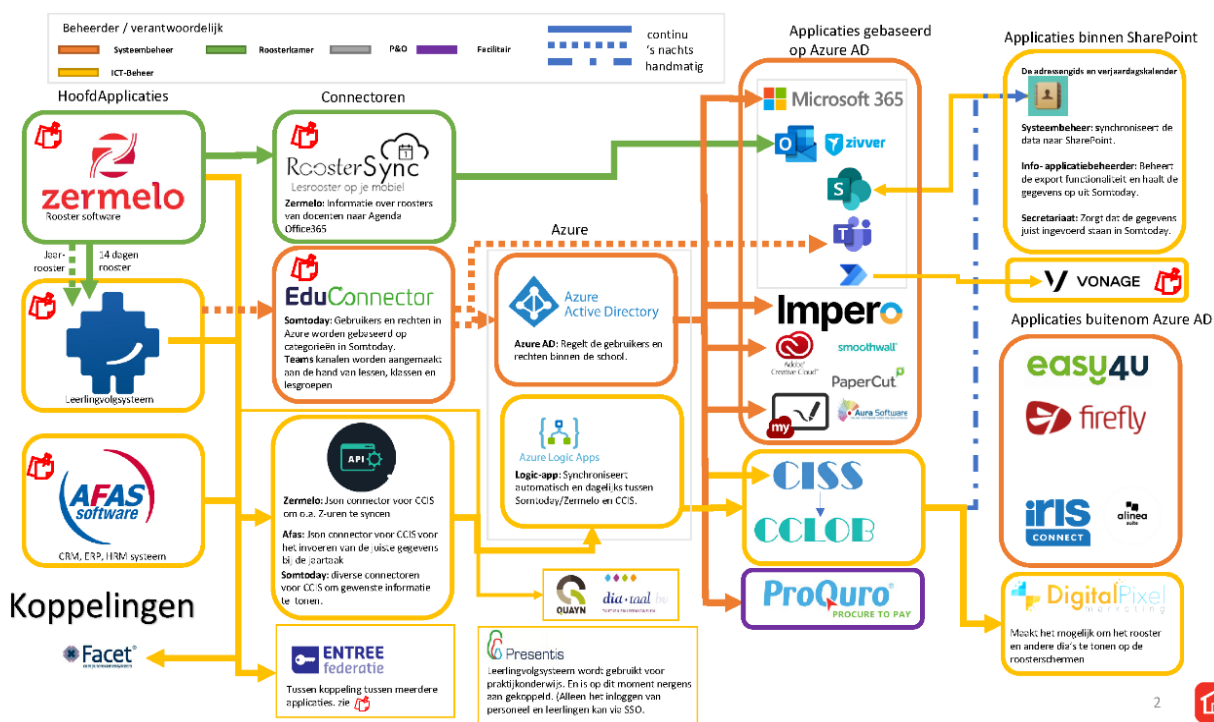 Beheerder / verantwoordelijk
Systeembeheer
Roosterkamer
P&O
Facilitair
ICT-Beheer
continu
's nachts
handmatig
HoofdApplicaties
Connectoren
Applicaties gebaseerd
op Azure AD
Applicaties binnen SharePoint
zermelo
Rooster software
RoosterSync
Lesrooster op je mobiel
Zermelo: Informatie over roosters
van docenten naar Agenda
Office365
Jaar-
rooster
14 dagen
rooster
Leerlingvolgsysteem
EduConnector
Somtoday: Gebruikers en rechten in
Azure worden gebaseerd op
categorieën in Somtoday.
Teams kanalen worden aangemaakt
aan de hand van lessen, klassen en
lesgroepen
AFAS
software
CRM, ERP, HRM systeem
API
Zermelo: Json connector voor CCIS
om o.a. Z-uren te syncen
Afas: Json connector voor CCIS voor
het invoeren van de juiste gegevens
bij de jaartaak
Somtoday: diverse connectoren
voor CCIS om gewenste informatie
te tonen.
Koppelingen
Facet
ENTREE
federatie
Tussen koppeling tussen meerdere
applicaties. zie
Azure
Azure
Active Directory
Azure AD: Regelt de gebruikers en
rechten binnen de school.
Azure Logic Apps
Logic-app: Synchroniseert
automatisch en dagelijks tussen
Somtoday/Zermelo en CCIS.
QUAYN
dia-taal bv
Presentis
Leerlingvolgsysteem wordt gebruikt voor
praktijkonderwijs. En is op dit moment nergens
aan gekoppeld. (Alleen het inloggen van
personeel en leerlingen kan via SSO.
Microsoft 365
zivver
Impero
Adobe
Creative Cloud
smoothwall
PaperCut
my
Aura Software
CISS
CCLOB
ProQuro
PROCURE TO PAY
De adressengids en verjaardagskalender
Systeembeheer: synchroniseert de
data naar SharePoint.
Info- applicatiebeheerder: Beheert
de export functionaliteit en haalt de
gegevens op uit Somtoday.
Secretariaat: Zorgt dat de gegevens
juist ingevoerd staan in Somtoday.
VONAGE
Applicaties buitenom Azure AD
easy4u
firefly
iris
CONNECT
alinea
suite
DigitalPixel
marketing
Maakt het mogelijk om het rooster
en andere dia's te tonen op de
roosterschermen
2